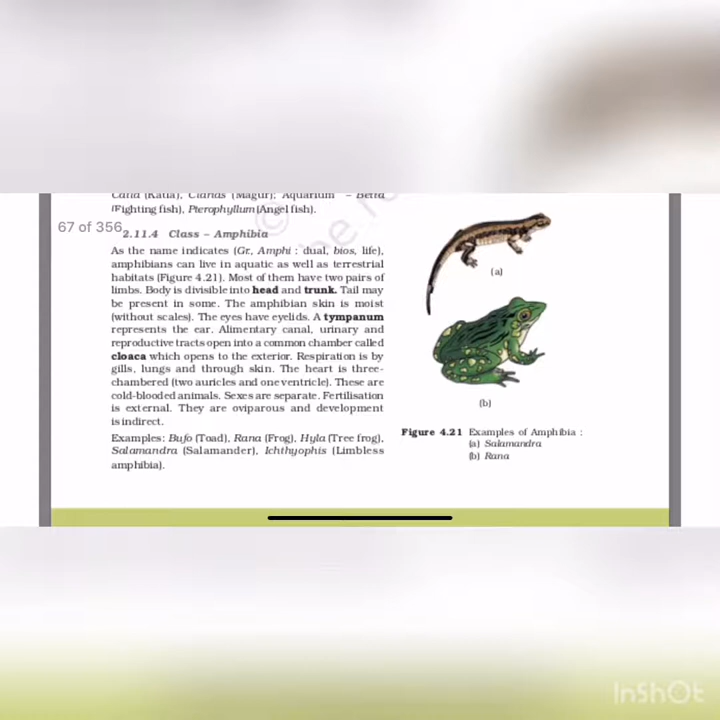 Catla (Katla), Clarias (Magur); Aquarium – Betta
(Fighting fish), Pterophyllum (Angel fish).
67 of 356
2.11.4 Class – Amphibia
As the name indicates (Gr., Amphi : dual, bios, life),
amphibians can live in aquatic as well as terrestrial
habitats (Figure 4.21). Most of them have two pairs of
limbs. Body is divisible into head and trunk. Tail may
be present in some. The amphibian skin is moist
(without scales). The eyes have eyelids. A tympanum
represents the ear. Alimentary canal, urinary and
reproductive tracts open into a common chamber called
cloaca which opens to the exterior. Respiration is by
gills, lungs and through skin. The heart is three-
chambered (two auricles and one ventricle). These are
cold-blooded animals. Sexes are separate. Fertilisation
is external. They are oviparous and development
is indirect.
Examples: Bufo (Toad), Rana (Frog), Hyla (Tree frog),
Salamandra (Salamander), Ichthyophis (Limbless
amphibia).
(a)
(b)
Figure 4.21 Examples of Amphibia :
(a) Salamandra
(b) Rana
InShOt